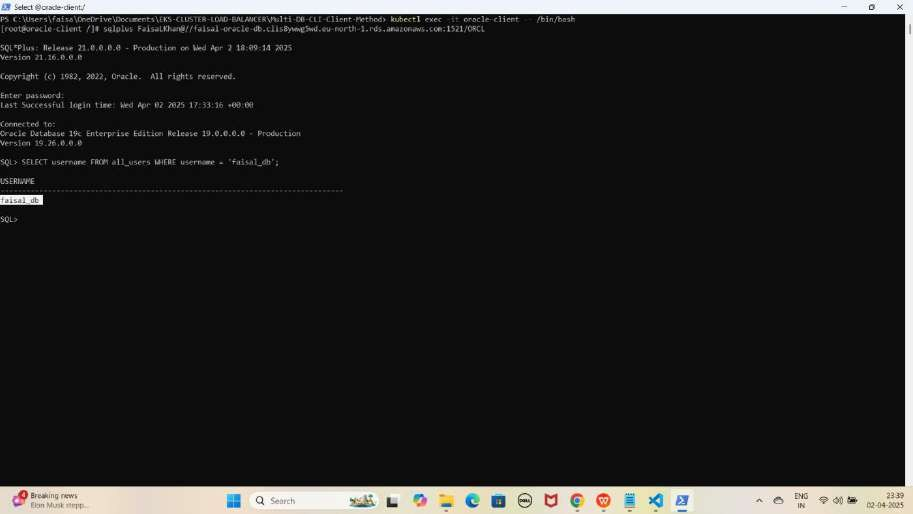 Select @oracle-client:/
PS C:\Users\faisa\OneDrive\Documents\EKS-CLUSTER-LOAD-BALANCER\Multi-DB-CLI-Client-Method> kubectl exec -it oracle-client -- /bin/bash
[root@oracle-client /]# sqlplus FaisalKhan@//faisal-oracle-db.clis8ywwg5wd.eu-north-1.rds.amazonaws.com:1521/ORCL
SQL*Plus: Release 21.0.0.0.0 - Production on Wed Apr 2 18:09:14 2025
Version 21.16.0.0.0
Copyright (c) 1982, 2022, Oracle.  All rights reserved.
Enter password:
Last Successful login time: Wed Apr 02 2025 17:33:16 +00:00
Connected to:
Oracle Database 19c Enterprise Edition Release 19.0.0.0.0 - Production
Version 19.26.0.0.0
SQL> SELECT username FROM all_users WHERE username = 'faisal_db';
USERNAME
--------------------------------------------------------------------------------
faisal_db
SQL>
4
Breaking news
Elon Musk stepp...
Search
DELL
ENG
IN
23:39
02-04-2025